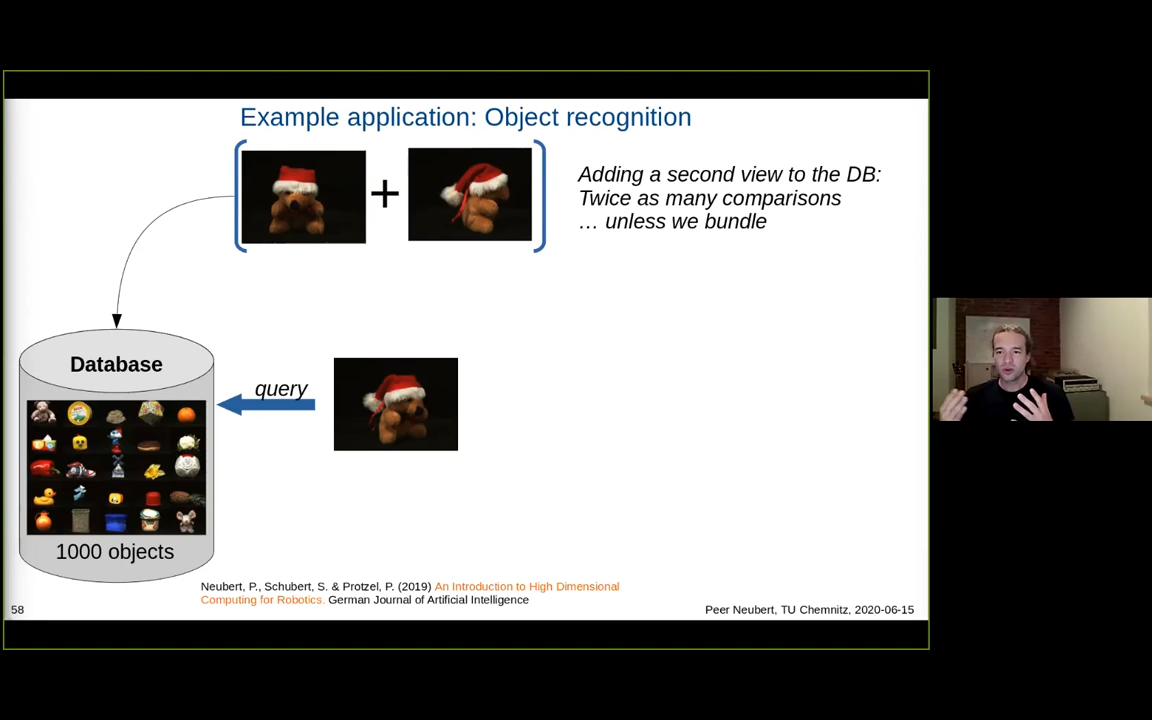 Example application: Object recognition
+
Adding a second view to the DB:
Twice as many comparisons
… unless we bundle
Database
query
1000 objects
Neubert, P., Schubert, S. & Protzel, P. (2019) An Introduction to High Dimensional
Computing for Robotics. German Journal of Artificial Intelligence
58
Peer Neubert, TU Chemnitz, 2020-06-15